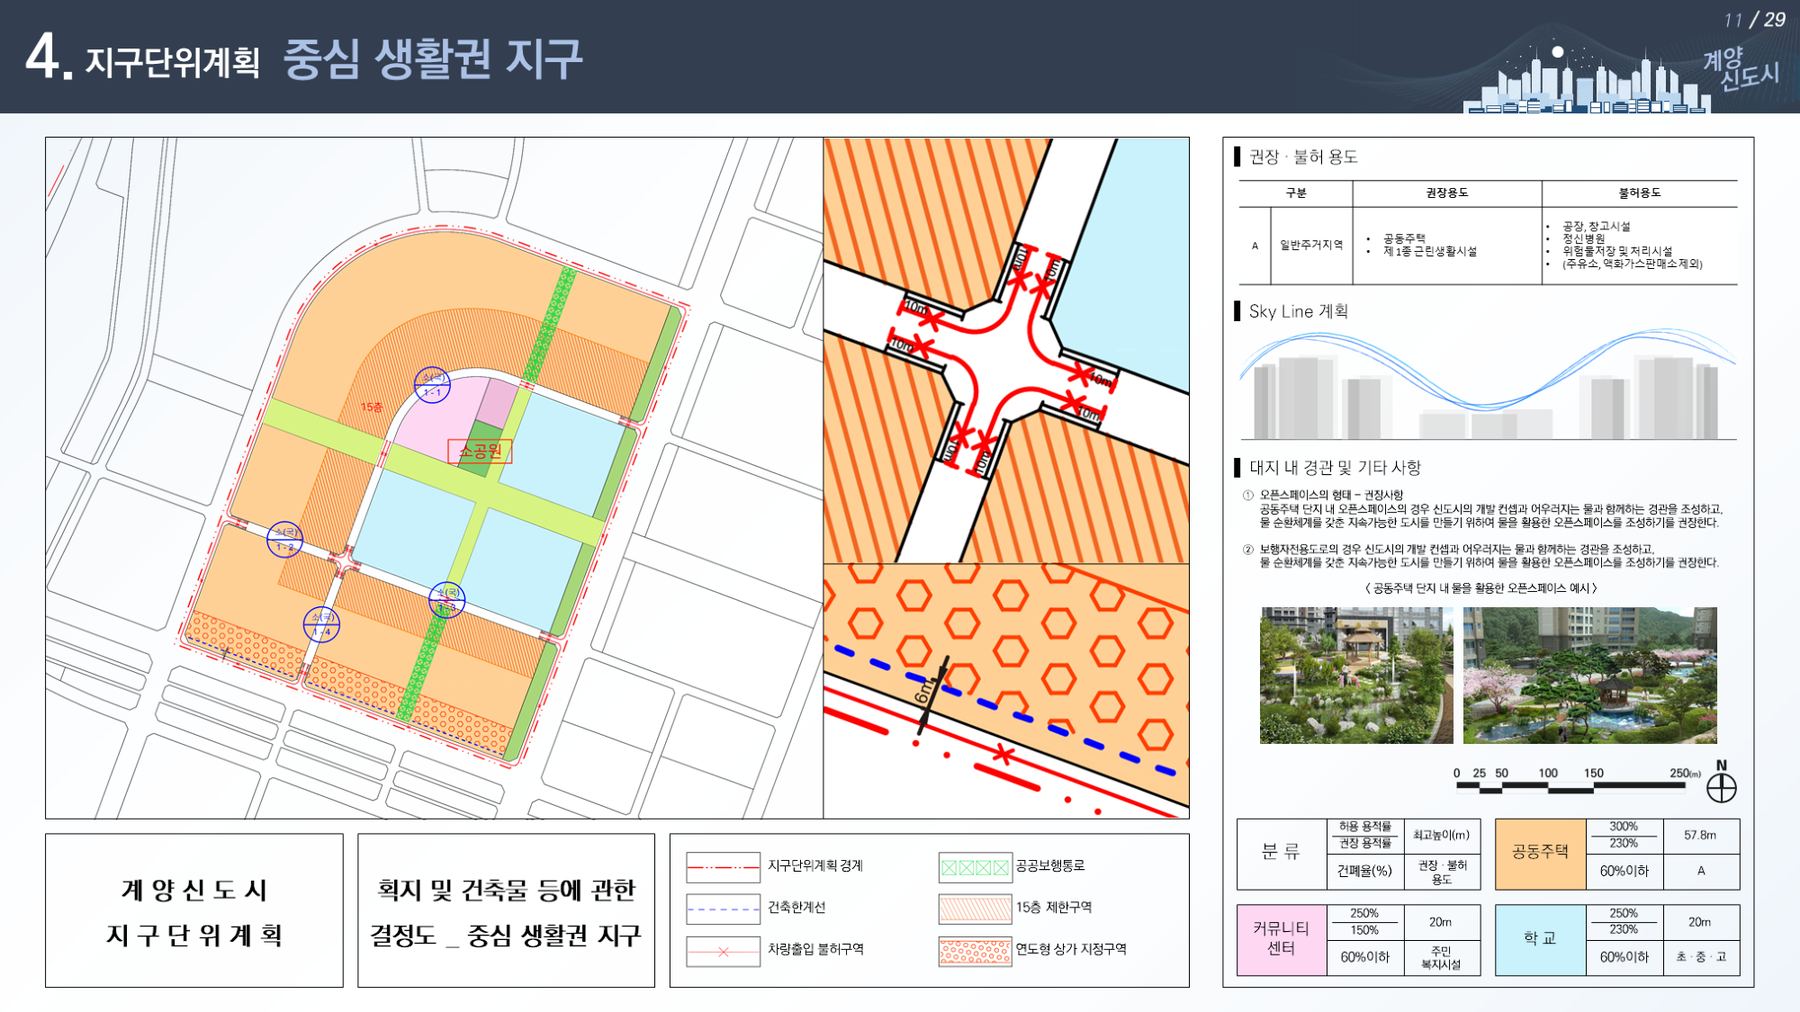 11 / 29
4. 지구단위계획 중심 생활권 지구
계양
신도시
15층
소공원
소(국)
1 - 1
소(국)
1 - 2
소(국)
소(국)
1 - 4
10m
10m
10m
10m
10m
10m
10m
10m
6m
권장 · 불허 용도
구분 권장용도 불허용도
A 일반주거지역
• 공동주택
• 제 1종 근린생활시설
• 공장, 창고시설
• 정신병원
• 위험물저장 및 처리시설
• (주유소, 액화가스판매소 제외)
Sky Line 계획
대지 내 경관 및 기타 사항
① 오픈스페이스의 형태 – 권장사항
공동주택 단지 내 오픈스페이스의 경우 신도시의 개발 컨셉과 어우러지는 물과 함께하는 경관을 조성하고,
물 순환체계를 갖춘 지속가능한 도시를 만들기 위하여 물을 활용한 오픈스페이스를 조성하기를 권장한다.
② 보행자전용도로의 경우 신도시의 개발 컨셉과 어우러지는 물과 함께하는 경관을 조성하고,
물 순환체계를 갖춘 지속가능한 도시를 만들기 위하여 물을 활용한 오픈스페이스를 조성하기를 권장한다.
< 공동주택 단지 내 물을 활용한 오픈스페이스 예시 >
0 25 50 100 150 250(m)
N
분 류
허용 용적률
권장 용적률
최고높이(m)
건폐율(%)
권장 · 불허
용도
공동주택
300%
230%
57.8m
60%이하
A
커뮤니티
센터
250%
150%
20m
60%이하
주민
복지시설
학 교
250%
230%
20m
60%이하
초 · 중 · 고
계 양 신 도 시
지 구 단 위 계 획
획지 및 건축물 등에 관한
결정도 _ 중심 생활권 지구
지구단위계획 경계
건축한계선
차량출입 불허구역
공공보행통로
15층 제한구역
연도형 상가 지정구역